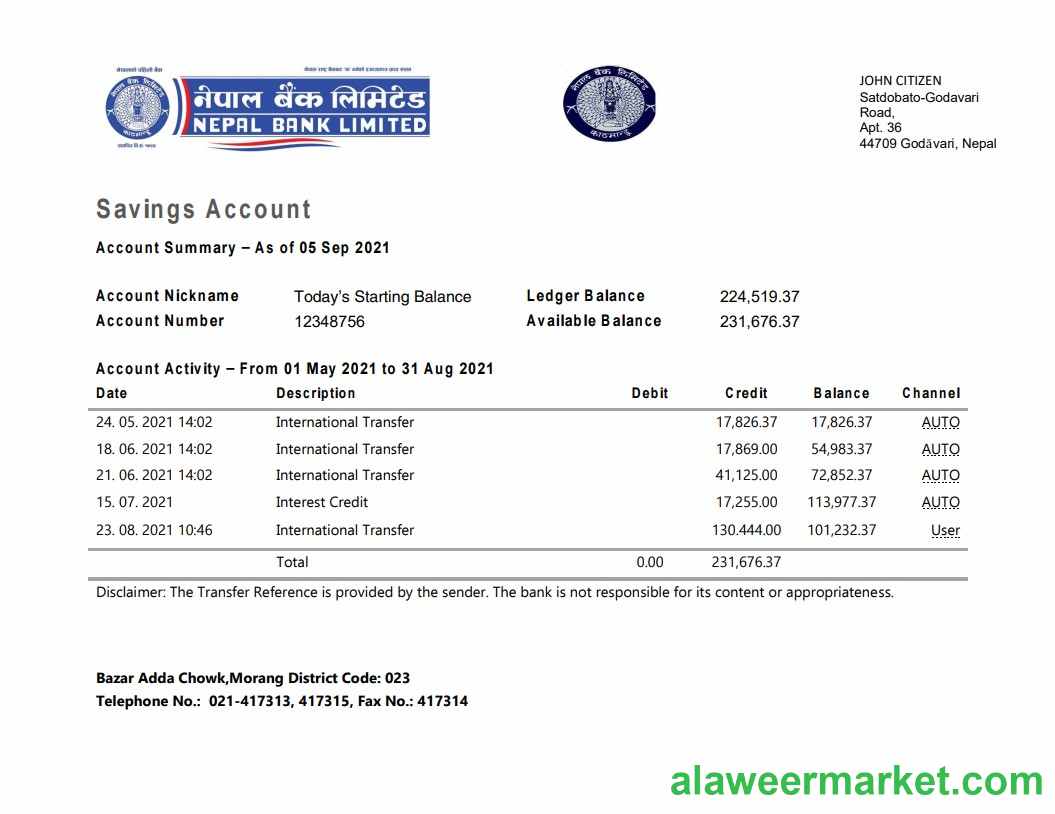 नेपालको पहिलो बैंक
नेपाल बैंक लिमिटेड
NEPAL BANK LIMITED
नेपाल बैंक लिमिटेड
काठमाण्डू
JOHN CITIZEN
Satdobato-Godavari
Road,
Apt. 36
44709 Godāvari, Nepal
Savings Account
Account Summary – As of 05 Sep 2021
Account Nickname Today's Starting Balance Ledger Balance 224,519.37
Account Number 12348756 Available Balance 231,676.37
Account Activity – From 01 May 2021 to 31 Aug 2021
Date Description Debit Credit Balance Channel
24. 05. 2021 14:02 International Transfer 17,826.37 17,826.37 AUTO
18. 06. 2021 14:02 International Transfer 17,869.00 54,983.37 AUTO
21. 06. 2021 14:02 International Transfer 41,125.00 72,852.37 AUTO
15. 07. 2021 Interest Credit 17,255.00 113,977.37 AUTO
23. 08. 2021 10:46 International Transfer 130.444.00 101,232.37 User
Total 0.00 231,676.37
Disclaimer: The Transfer Reference is provided by the sender. The bank is not responsible for its content or appropriateness.
Bazar Adda Chowk,Morang District Code: 023
Telephone No.: 021-417313, 417315, Fax No.: 417314
alaweermarket.com